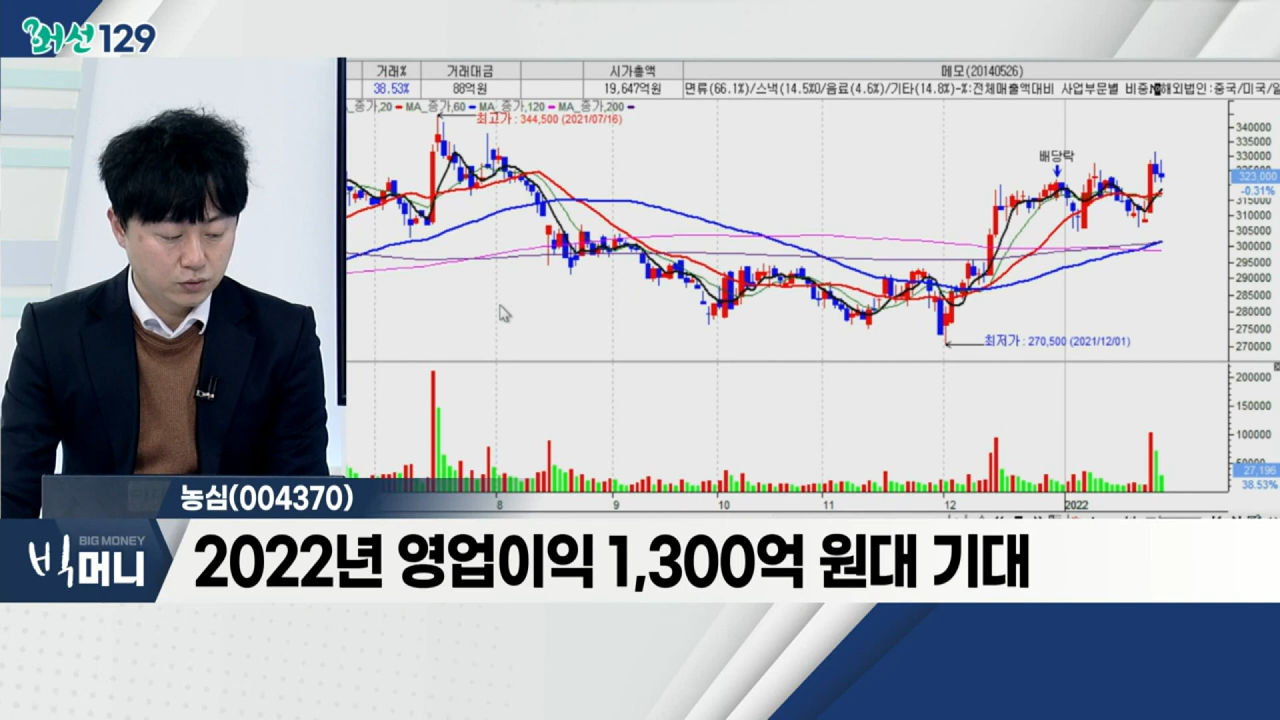 머선129
거래% 거래대금 시가총액 메모(20140526)
38.53% 88억원 19,647억원 면류(66.1%)/스낵(14.5%)/음료(4.6%)/기타(14.8%)-%:전체매출액대비 사업부문별 비중 해외법인:중국/미국/일
종가,20 MA_종가,60 MA_종가,120 MA_종가,200
최고가 : 344,500 (2021/07/16)
배당락
최저가 : 270,500 (2021/12/01)
340000
335000
330000
323,000
-0.31%
315000
310000
305000
300000
295000
290000
285000
280000
275000
270000
200000
150000
100000
50000
27,196
38.53%
8 9 10 11 12 2022
농심(004370)
BIG MONEY
빅머니
2022년 영업이익 1,300억 원대 기대